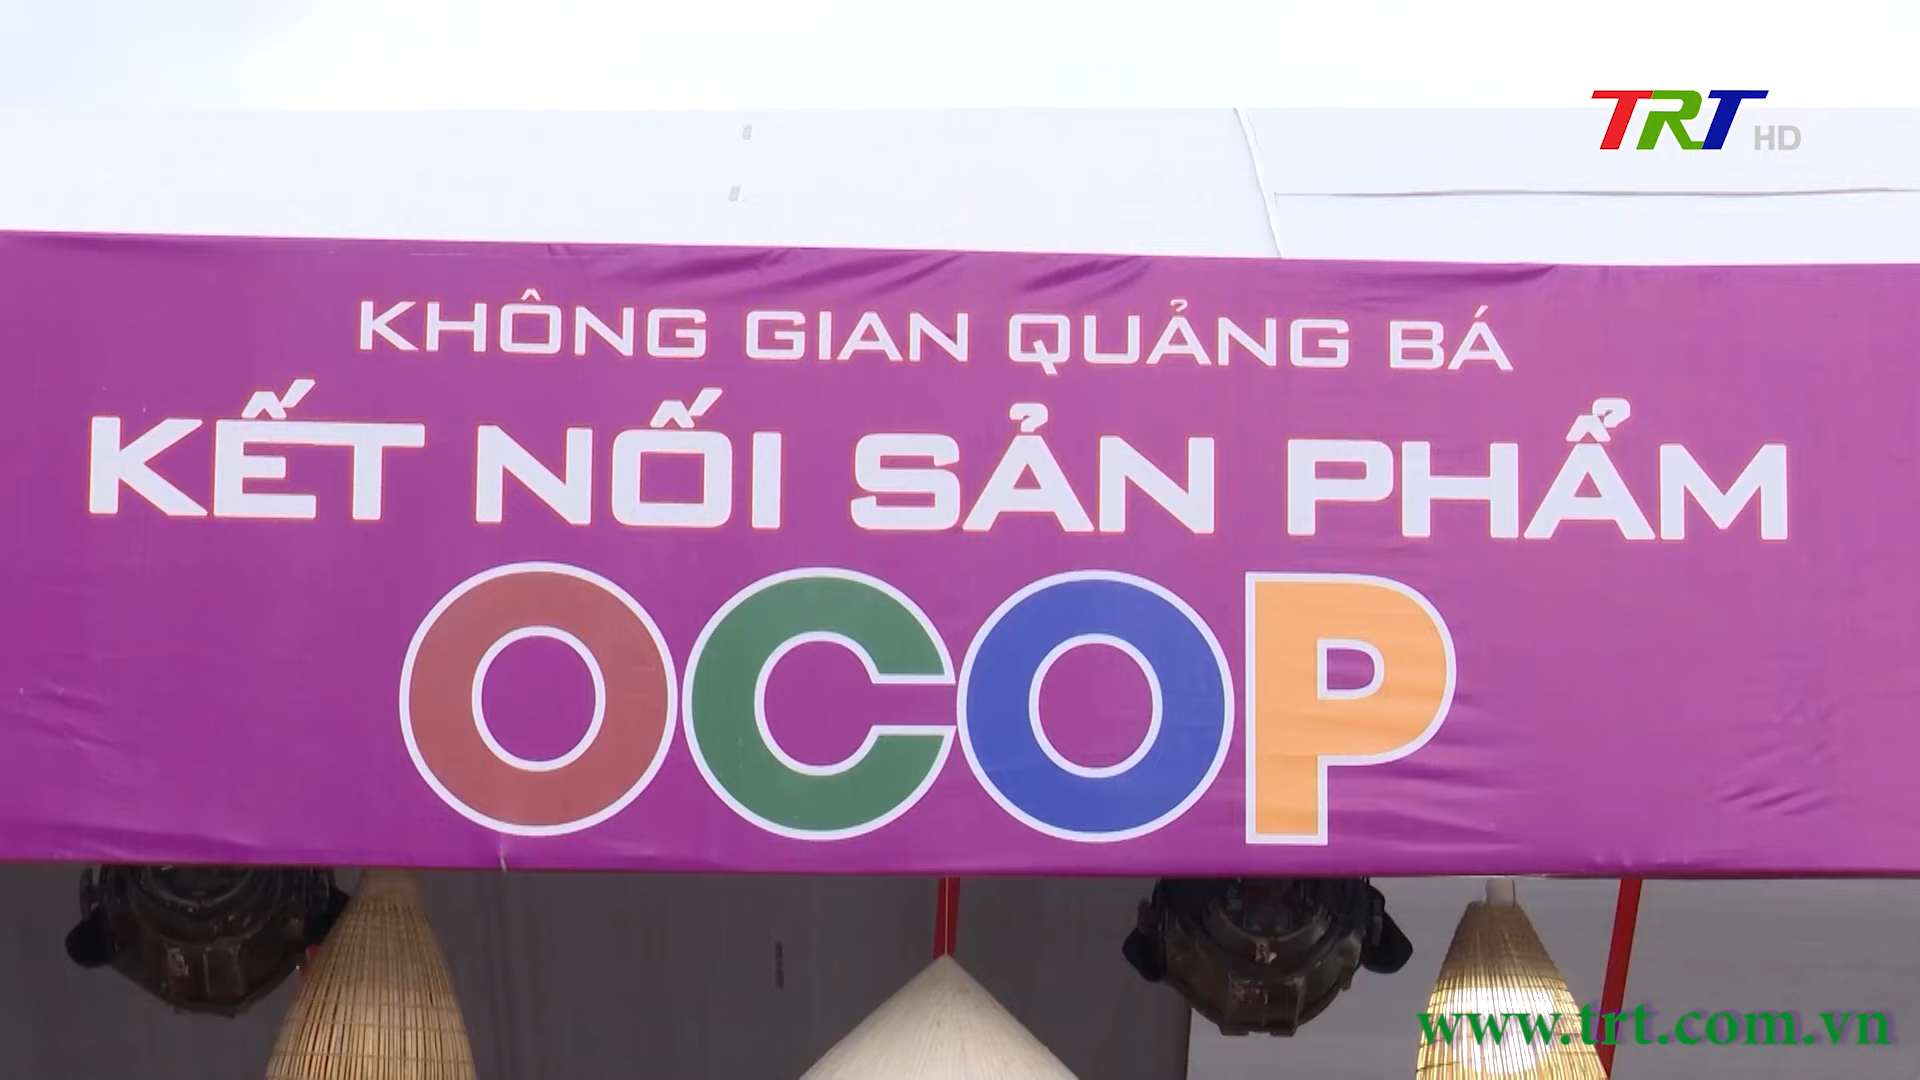 TRT HD
KHÔNG GIAN QUẢNG BÁ
KẾT NỐI SẢN PHẨM
OCOP
www.trt.com.vn